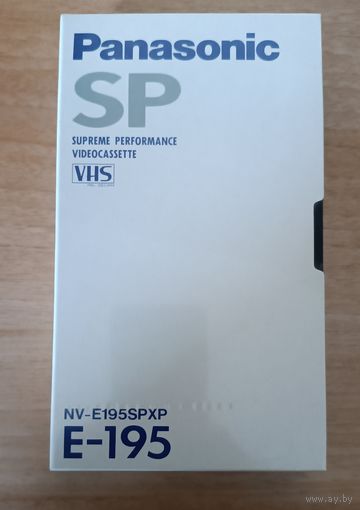 Panasonic
SP
SUPREME PERFORMANCE
VIDEOCASSETTE
VHS
NV-E195SPXP
E-195
www.ay.by